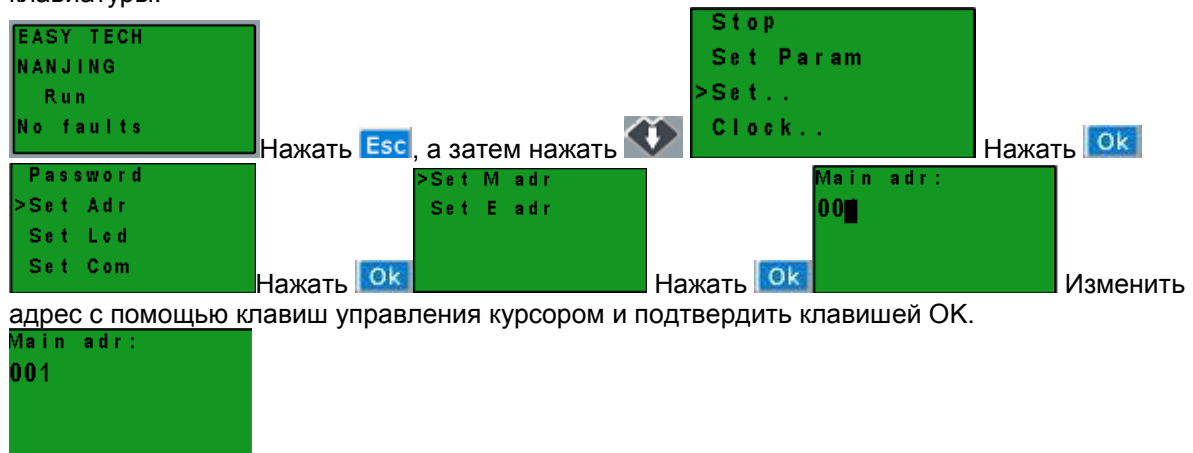 EASY TECH
NANJING
Run
No faults
Нажать Esc, а затем нажать
Stop
Set Param
>Set..
Clock..
Нажать Ok
Password
>Set Adr
Set Lcd
Set Com
Нажать Ok
>Set M adr
Set E adr
Нажать Ok
Main adr:
00
Изменить
адрес с помощью клавиш управления курсором и подтвердить клавишей OK.
Main adr:
001